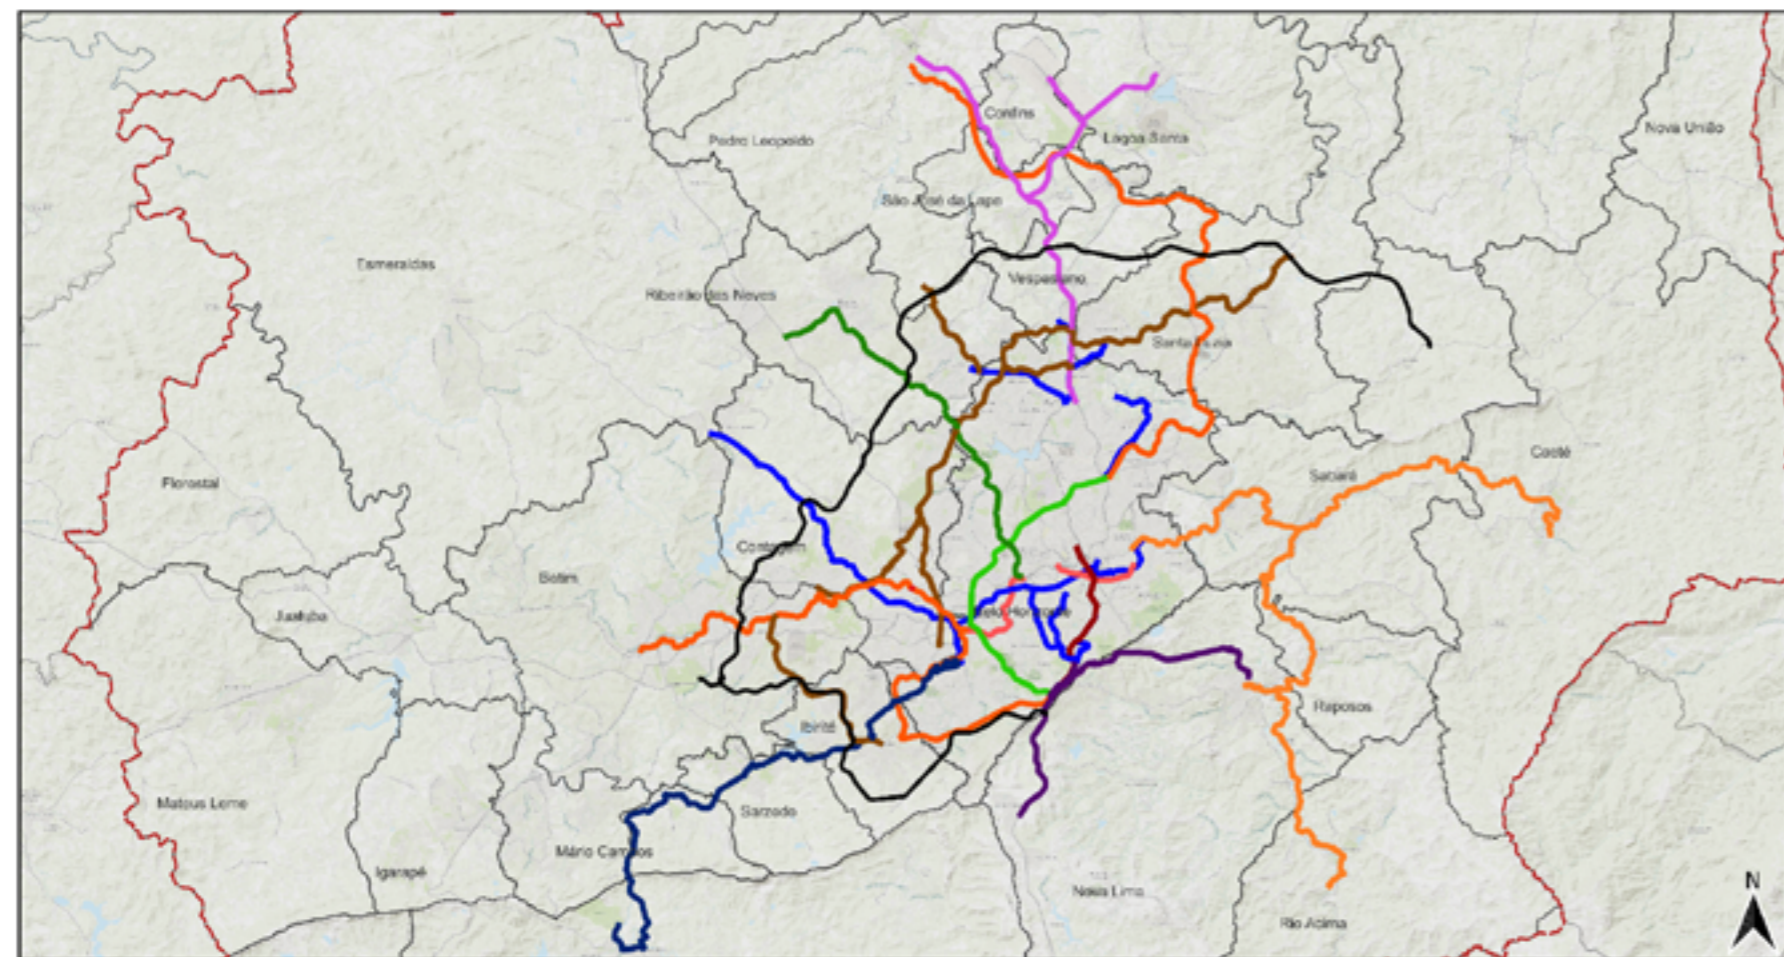 Confins
Nova União
Pedro Leopoldo
Lagoa Santa
São José da Lapa
Esmeraldas
Vespasiano
Ribeirão das Neves
Santa Luzia
Caeté
Sabará
Florestal
Contagem
Betim
Belo Horizonte
Juatuba
Raposos
Ibirité
Mateus Leme
Sarzedo
Mário Campos
Igarapé
N
Nova Lima
Rio Acima